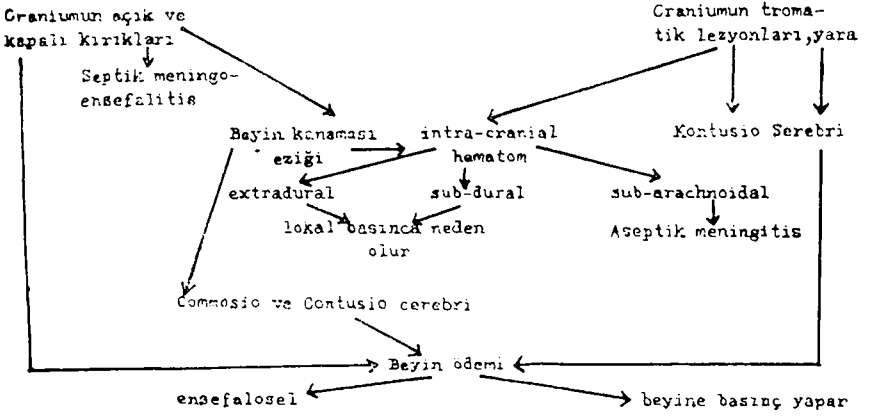 Craniumun açık ve
kapalı kırıkları
Craniumun troma-
tik lezyonları,yara
Septik meningo-
ensefalitis
Beyin kanaması
eziği
intra-cranial
hematom
Kontusio Serebri
extradural
sub-dural
sub-arachnoidal
lokal basınca neden
olur
Aseptik meningitis
Commosio ve Contusio cerebri
Beyin ödemi
ensefalosel
beyine basınç yapar